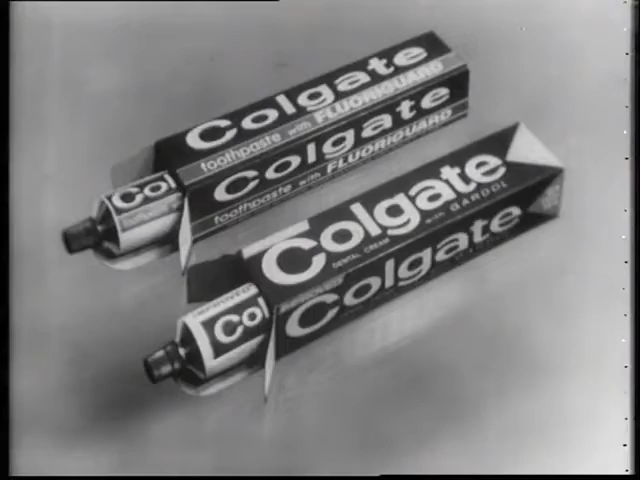 Colgate
toothpaste with FLUORIGUARD
Colgate
toothpaste with FLUORIGUARD
Col
Colgate
DENTAL CREAM with GARDOL
Colgate
Col